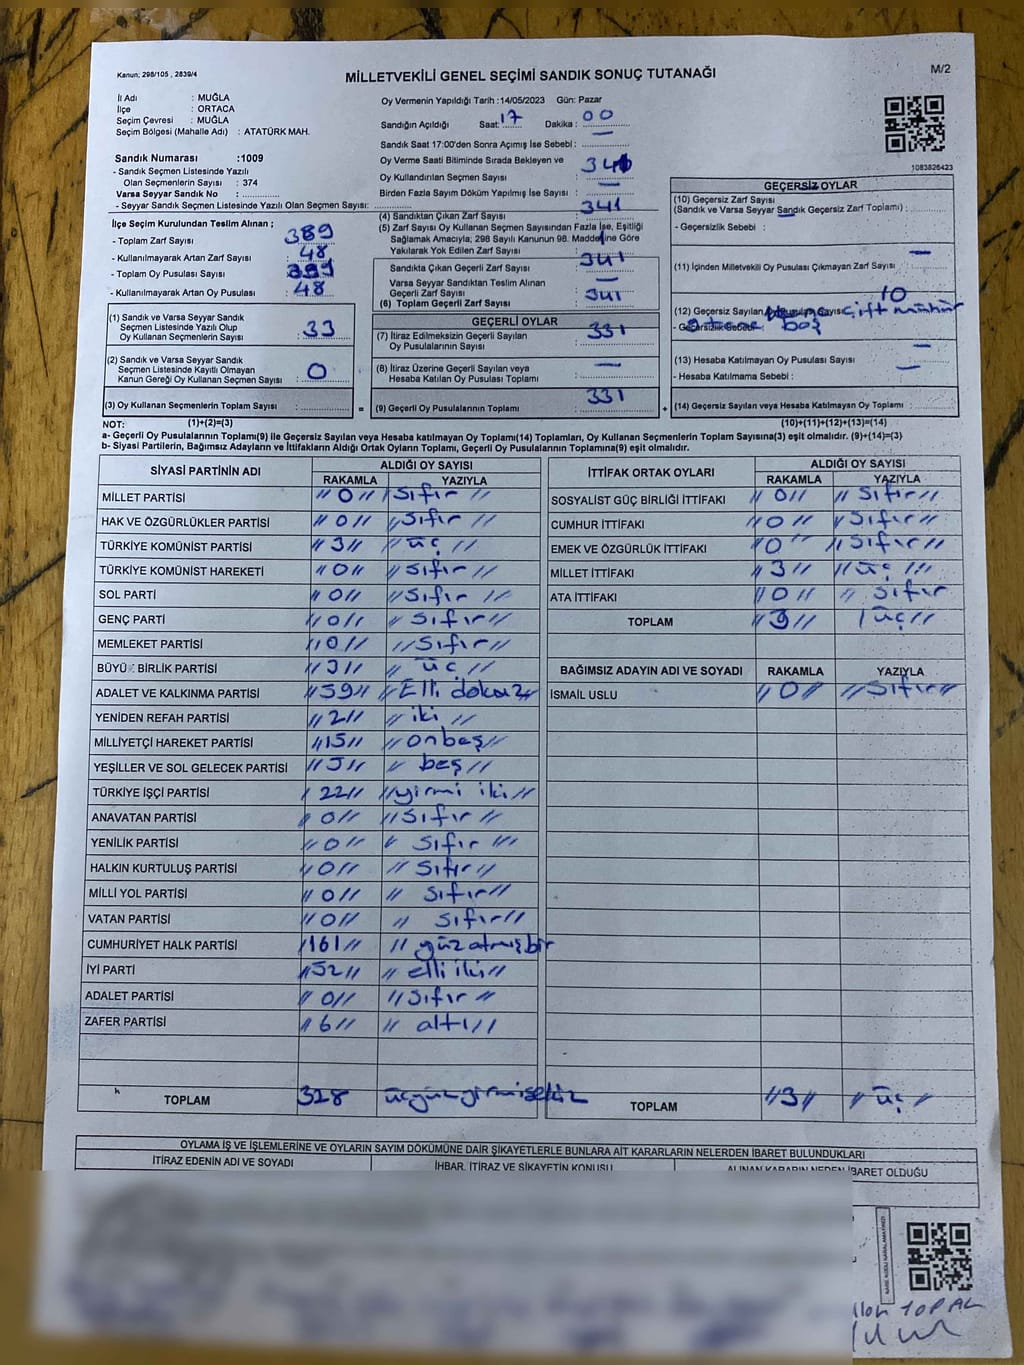 Kanun; 298/105 , 2839/4
MİLLETVEKİLİ GENEL SEÇİMİ SANDIK SONUÇ TUTANAĞI
M/2
İl Adı : MUĞLA
İlçe : ORTACA
Seçim Çevresi : MUĞLA
Seçim Bölgesi (Mahalle Adı) : ATATÜRK MAH.
Sandık Numarası :1009
- Sandık Seçmen Listesinde Yazılı
Olan Seçmenlerin Sayısı : 374
Varsa Seyyar Sandık No :
- Seyyar Sandık Seçmen Listesinde Yazılı Olan Seçmen Sayısı:
Oy Vermenin Yapıldığı Tarih :14/05/2023 Gün: Pazar
Sandığın Açıldığı Saat: 17 Dakika : 00
Sandık Saat 17:00'den Sonra Açımış İse Sebebi : —
Oy Verme Saati Bitiminde Sırada Bekleyen ve
Oy Kullandırılan Seçmen Sayısı :
Birden Fazla Sayım Döküm Yapılmış İse Sayısı : —
1083826423
İlçe Seçim Kurulundan Teslim Alınan ;
- Toplam Zarf Sayısı : 389
- Kullanılmayarak Artan Zarf Sayısı : 48
- Toplam Oy Pusulası Sayısı :
- Kullanılmayarak Artan Oy Pusulası : 48
(1) Sandık ve Varsa Seyyar Sandık
Seçmen Listesinde Yazılı Olup
Oy Kullanan Seçmenlerin Sayısı : 33
(2) Sandık ve Varsa Seyyar Sandık
Seçmen Listesinde Kayıtlı Olmayan
Kanun Gereği Oy Kullanan Seçmen Sayısı : 0
(3) Oy Kullanan Seçmenlerin Toplam Sayısı :
(4) Sandıktan Çıkan Zarf Sayısı : 341
(5) Zarf Sayısı Oy Kullanan Seçmen Sayısından Fazla İse, Eşitliği
Sağlamak Amacıyla; 298 Sayılı Kanunun 98. Maddesine Göre
Yakılarak Yok Edilen Zarf Sayısı :
Sandıkta Çıkan Geçerli Zarf Sayısı : 341
Varsa Seyyar Sandıktan Teslim Alınan
Geçerli Zarf Sayısı : —
(6) Toplam Geçerli Zarf Sayısı : 341
GEÇERLİ OYLAR
(7) İtiraz Edilmeksizin Geçerli Sayılan
Oy Pusulalarının Sayısı : 331
(8) İtiraz Üzerine Geçerli Sayılan veya
Hesaba Katılan Oy Pusulası Toplamı : —
= (9) Geçerli Oy Pusulalarının Toplamı : 331
GEÇERSİZ OYLAR
(10) Geçersiz Zarf Sayısı
(Sandık ve Varsa Seyyar Sandık Geçersiz Zarf Toplamı) :
- Geçersizlik Sebebi :
(11) İçinden Milletvekili Oy Pusulası Çıkmayan Zarf Sayısı : —
(12) Geçersiz Sayılan Oy Pusulası Sayısı : 10
- Geçersizlik Sebebi : çift mühür
boş
(13) Hesaba Katılmayan Oy Pusulası Sayısı : —
- Hesaba Katılmama Sebebi : —
+ (14) Geçersiz Sayılan veya Hesaba Katılmayan Oy Toplamı :
NOT: (1)+(2)=(3) (10)+(11)+(12)+(13)=(14)
a- Geçerli Oy Pusulalarının Toplamı(9) ile Geçersiz Sayılan veya Hesaba katılmayan Oy Toplamı(14) Toplamları, Oy Kullanan Seçmenlerin Toplam Sayısına(3) eşit olmalıdır. (9)+(14)=(3)
b- Siyasi Partilerin, Bağımsız Adayların ve İttifakların Aldığı Ortak Oyların Toplamı, Geçerli Oy Pusulalarının Toplamına(9) eşit olmalıdır.
SİYASİ PARTİNİN ADI ALDIĞI OY SAYISI
RAKAMLA YAZIYLA
MİLLET PARTİSİ // 0 // // Sıfır //
HAK VE ÖZGÜRLÜKLER PARTİSİ // 0 // // Sıfır //
TÜRKİYE KOMÜNİST PARTİSİ // 3 // // üç //
TÜRKİYE KOMÜNİST HAREKETİ // 0 // // Sıfır //
SOL PARTİ // 0 // // Sıfır //
GENÇ PARTİ // 0 // // Sıfır //
MEMLEKET PARTİSİ // 0 // // Sıfır //
BÜYÜK BİRLİK PARTİSİ // 3 // // üç //
ADALET VE KALKINMA PARTİSİ // 59 // // Elli dokuz //
YENİDEN REFAH PARTİSİ // 2 // // iki //
MİLLİYETÇİ HAREKET PARTİSİ // 15 // // onbeş //
YEŞİLLER VE SOL GELECEK PARTİSİ // 5 // // beş //
TÜRKİYE İŞÇİ PARTİSİ / 22 // // yirmi iki //
ANAVATAN PARTİSİ // 0 // // Sıfır //
YENİLİK PARTİSİ // 0 // // Sıfır //
HALKIN KURTULUŞ PARTİSİ // 0 // // Sıfır //
MİLLİ YOL PARTİSİ // 0 // // Sıfır //
VATAN PARTİSİ // 0 // // Sıfır //
CUMHURİYET HALK PARTİSİ / 161 // // yüz atmışbir
İYİ PARTİ // 52 // // elli iki //
ADALET PARTİSİ // 0 // // Sıfır //
ZAFER PARTİSİ // 6 // // altı //
TOPLAM 328 üçyüzyirmisekiz
İTTİFAK ORTAK OYLARI ALDIĞI OY SAYISI
RAKAMLA YAZIYLA
SOSYALİST GÜÇ BİRLİĞİ İTTİFAKI // 0 // // Sıfır //
CUMHUR İTTİFAKI // 0 // // Sıfır //
EMEK VE ÖZGÜRLÜK İTTİFAKI // 0 // // Sıfır //
MİLLET İTTİFAKI // 3 // // üç //
ATA İTTİFAKI // 0 // // Sıfır
TOPLAM // 3 // / üç //
BAĞIMSIZ ADAYIN ADI VE SOYADI RAKAMLA YAZIYLA
İSMAİL USLU // 0 // // Sıfır //
TOPLAM // 3 // // üç /
OYLAMA İŞ VE İŞLEMLERİNE VE OYLARIN SAYIM DÖKÜMÜNE DAİR ŞİKAYETLERLE BUNLARA AİT KARARLARIN NELERDEN İBARET BULUNDUKLARI
İTİRAZ EDENİN ADI VE SOYADI İHBAR, İTİRAZ VE ŞİKAYETİN KONUSU ALINAN KARARIN NEDEN İBARET OLDUĞU
TOPAL